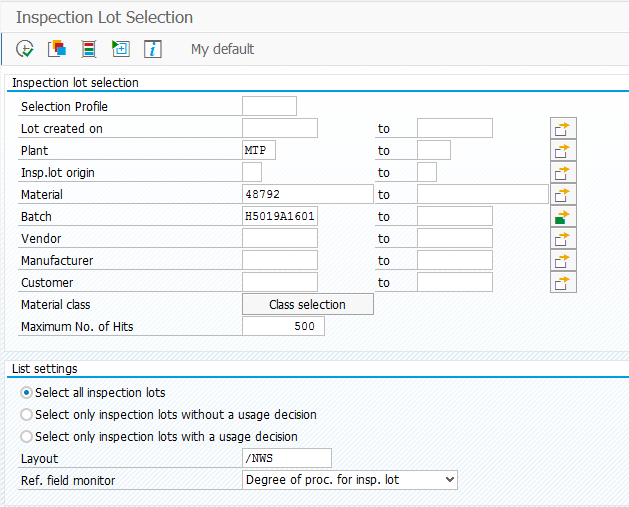 Inspection Lot Selection
My default
Inspection lot selection
Selection Profile
Lot created on to
Plant MTP to
Insp.lot origin to
Material 48792 to
Batch H5019A1601 to
Vendor to
Manufacturer to
Customer to
Material class Class selection
Maximum No. of Hits 500
List settings
Select all inspection lots
Select only inspection lots without a usage decision
Select only inspection lots with a usage decision
Layout /NWS
Ref. field monitor Degree of proc. for insp. lot